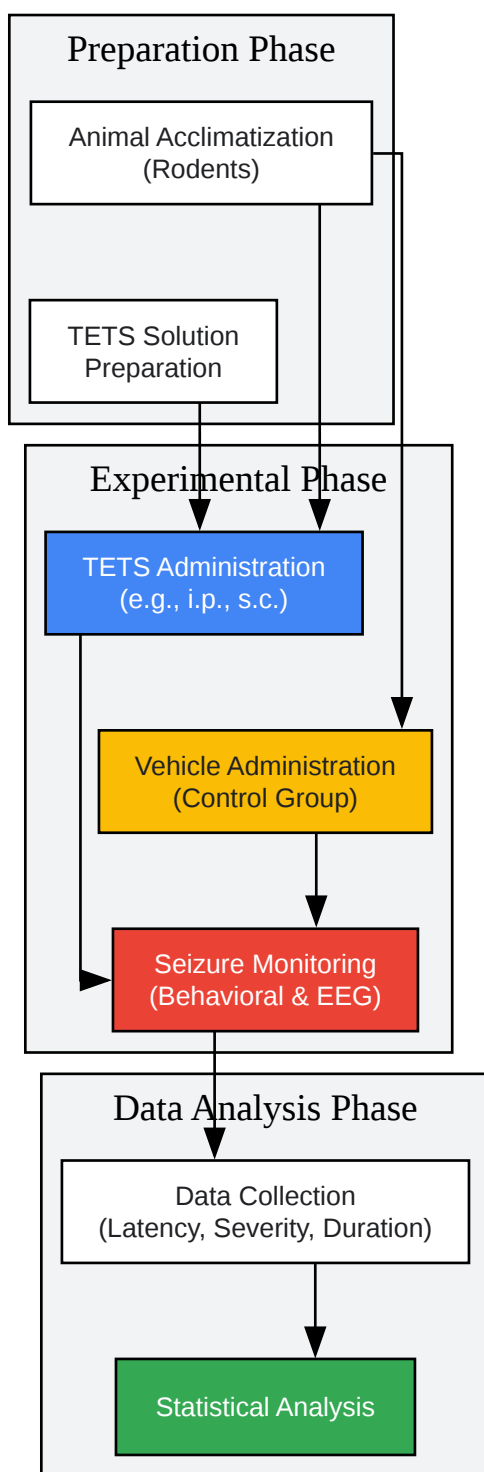 Preparation Phase
Animal Acclimatization
(Rodents)
TETS Solution
Preparation
Experimental Phase
TETS Administration
(e.g., i.p., s.c.)
Vehicle Administration
(Control Group)
Seizure Monitoring
(Behavioral & EEG)
Data Analysis Phase
Data Collection
(Latency, Severity, Duration)
Statistical Analysis